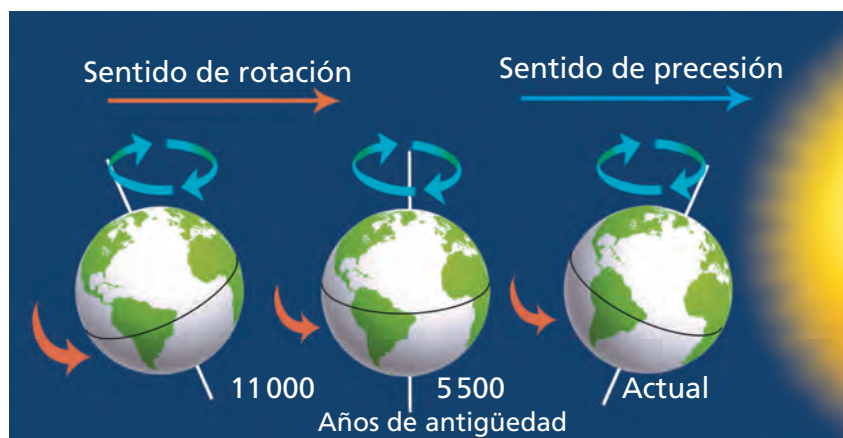 Sentido de rotación
Sentido de precesión
11 000
5 500
Actual
Años de antigüedad